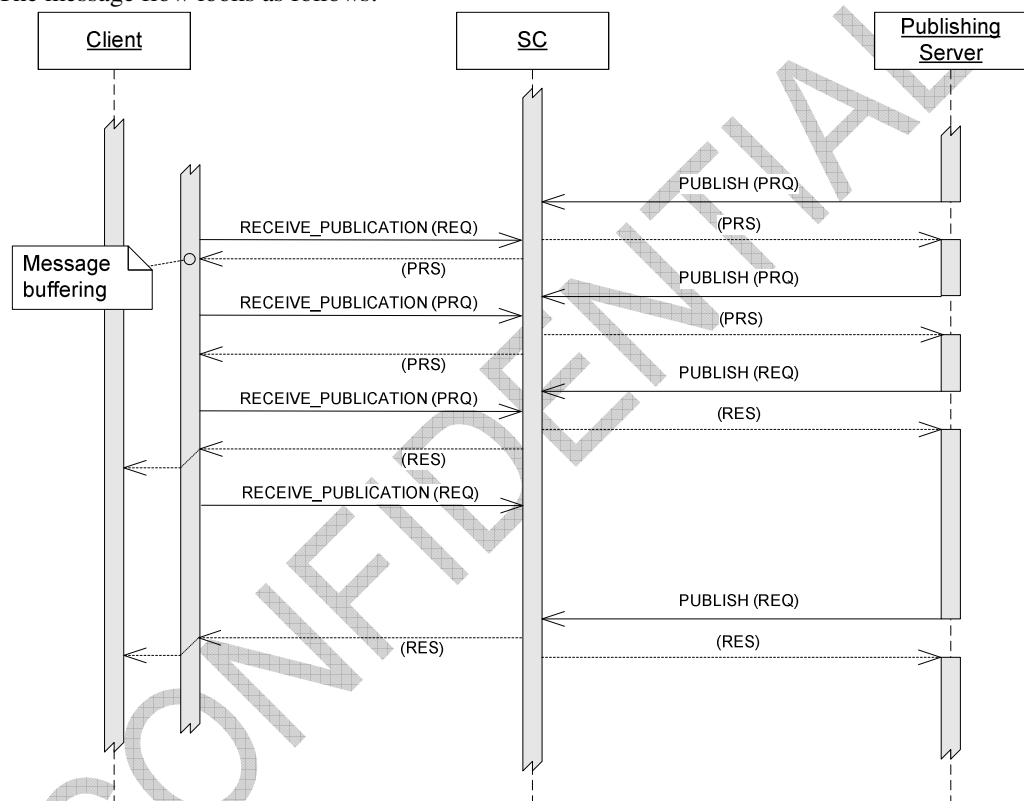 The message flow looks as follows:
Client
SC
Publishing
Server
PUBLISH (PRQ)
RECEIVE_PUBLICATION (REQ)
(PRS)
Message
buffering
(PRS)
PUBLISH (PRQ)
RECEIVE_PUBLICATION (PRQ)
(PRS)
(PRS)
PUBLISH (REQ)
RECEIVE_PUBLICATION (PRQ)
(RES)
(RES)
RECEIVE_PUBLICATION (REQ)
PUBLISH (REQ)
(RES)
(RES)
CONFIDENTIAL